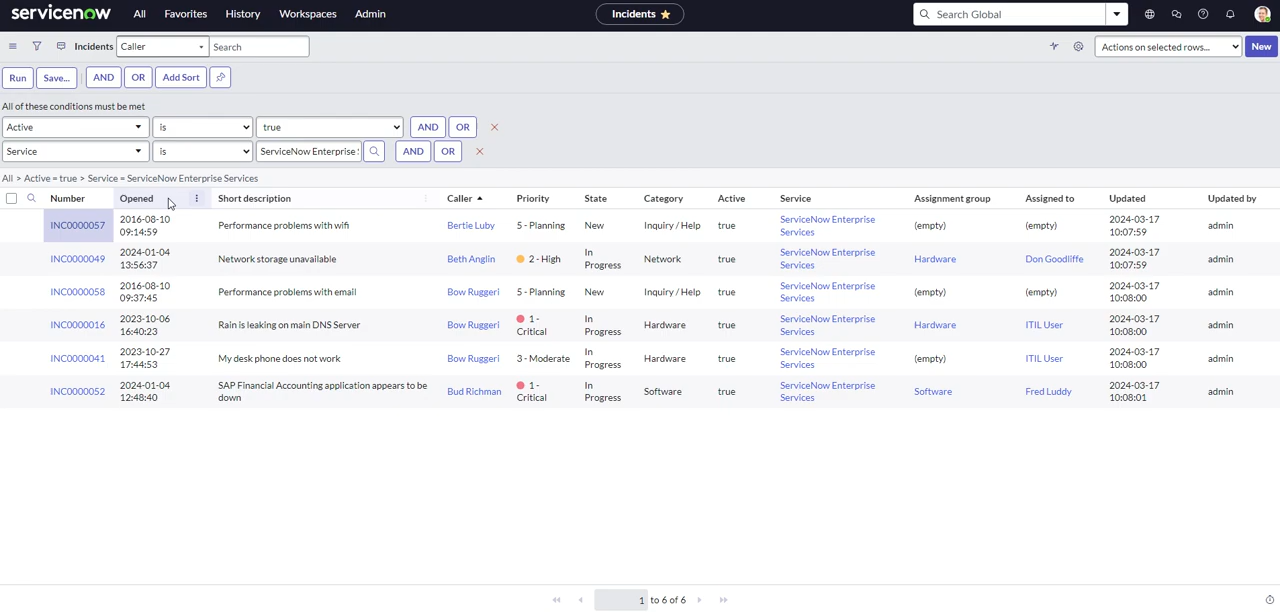 servicenow All Favorites History Workspaces Admin Incidents Search Global
Incidents Caller Search Actions on selected rows... New
Run Save... AND OR Add Sort
All of these conditions must be met
Active is true AND OR
Service is ServiceNow Enterprise AND OR
All > Active = true > Service = ServiceNow Enterprise Services
Number Opened Short description Caller Priority State Category Active Service Assignment group Assigned to Updated Updated by
INC0000057 2016-08-10 09:14:59 Performance problems with wifi Bertie Luby 5 - Planning New Inquiry / Help true ServiceNow Enterprise Services (empty) (empty) 2024-03-17 10:07:59 admin
INC0000049 2024-01-04 13:56:37 Network storage unavailable Beth Anglin 2 - High In Progress Network true ServiceNow Enterprise Services Hardware Don Goodliffe 2024-03-17 10:07:59 admin
INC0000058 2016-08-10 09:37:45 Performance problems with email Bow Ruggeri 5 - Planning New Inquiry / Help true ServiceNow Enterprise Services (empty) (empty) 2024-03-17 10:08:00 admin
INC0000016 2023-10-06 16:40:23 Rain is leaking on main DNS Server Bow Ruggeri 1 - Critical In Progress Hardware true ServiceNow Enterprise Services Hardware ITIL User 2024-03-17 10:08:00 admin
INC0000041 2023-10-27 17:44:53 My desk phone does not work Bow Ruggeri 3 - Moderate In Progress Hardware true ServiceNow Enterprise Services (empty) ITIL User 2024-03-17 10:08:00 admin
INC0000052 2024-01-04 12:48:40 SAP Financial Accounting application appears to be down Bud Richman 1 - Critical In Progress Software true ServiceNow Enterprise Services Software Fred Luddy 2024-03-17 10:08:01 admin
1 to 6 of 6